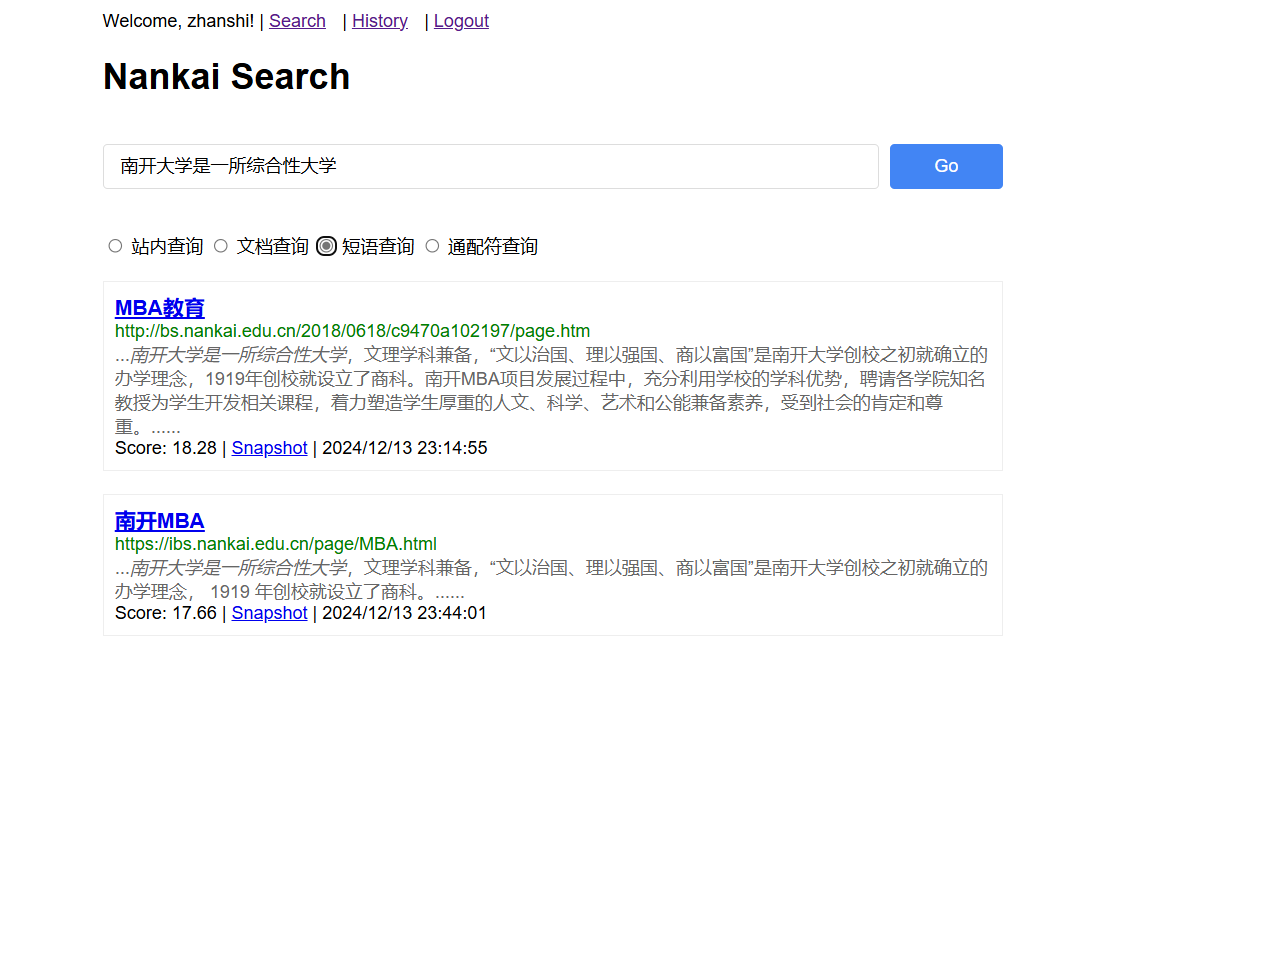 Welcome, zhanshi! | Search | History | Logout
Nankai Search
南开大学是一所综合性大学 Go
站内查询 文档查询 短语查询 通配符查询
MBA教育
http://bs.nankai.edu.cn/2018/0618/c9470a102197/page.htm
...南开大学是一所综合性大学，文理学科兼备，“文以治国、理以强国、商以富国”是南开大学创校之初就确立的
办学理念，1919年创校就设立了商科。南开MBA项目发展过程中，充分利用学校的学科优势，聘请各学院知名
教授为学生开发相关课程，着力塑造学生厚重的人文、科学、艺术和公能兼备素养，受到社会的肯定和尊
重。......
Score: 18.28 | Snapshot | 2024/12/13 23:14:55
南开MBA
https://ibs.nankai.edu.cn/page/MBA.html
...南开大学是一所综合性大学，文理学科兼备，“文以治国、理以强国、商以富国”是南开大学创校之初就确立的
办学理念， 1919 年创校就设立了商科。......
Score: 17.66 | Snapshot | 2024/12/13 23:44:01